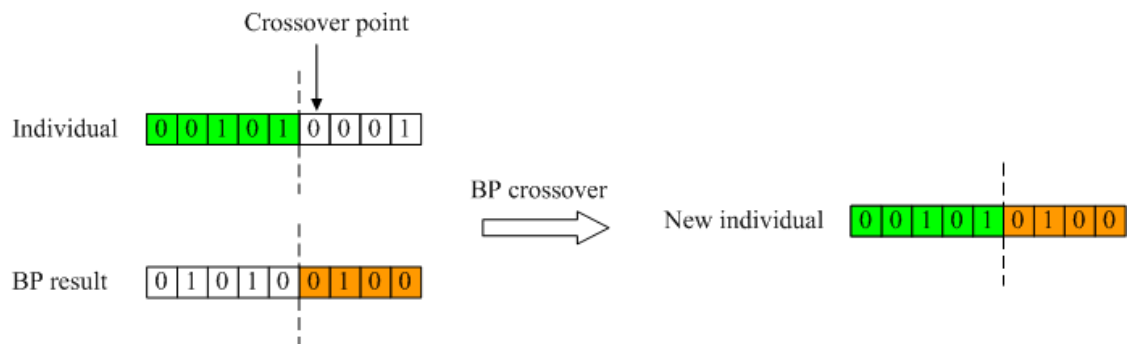 Crossover point
Individual 0 0 1 0 1 0 0 0 1
BP crossover
New individual 0 0 1 0 1 0 1 0 0
BP result 0 1 0 1 0 0 1 0 0